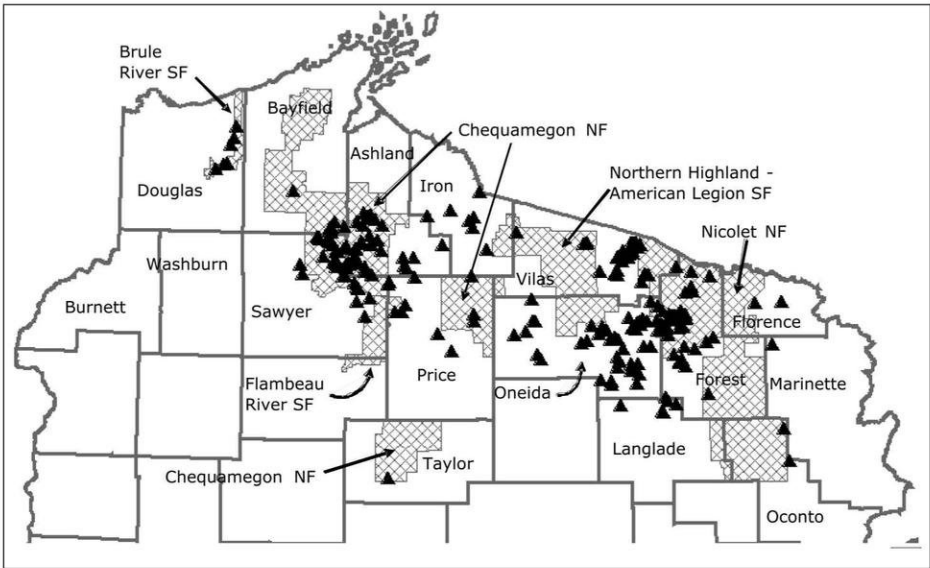 Brule
River SF
Bayfield
Chequamegon NF
Ashland
Iron
Northern Highland -
American Legion SF
Douglas
Nicolet NF
Washburn
Vilas
Burnett
Sawyer
Florence
Flambeau
River SF
Price
Oneida
Forest
Marinette
Chequamegon NF
Taylor
Langlade
Oconto